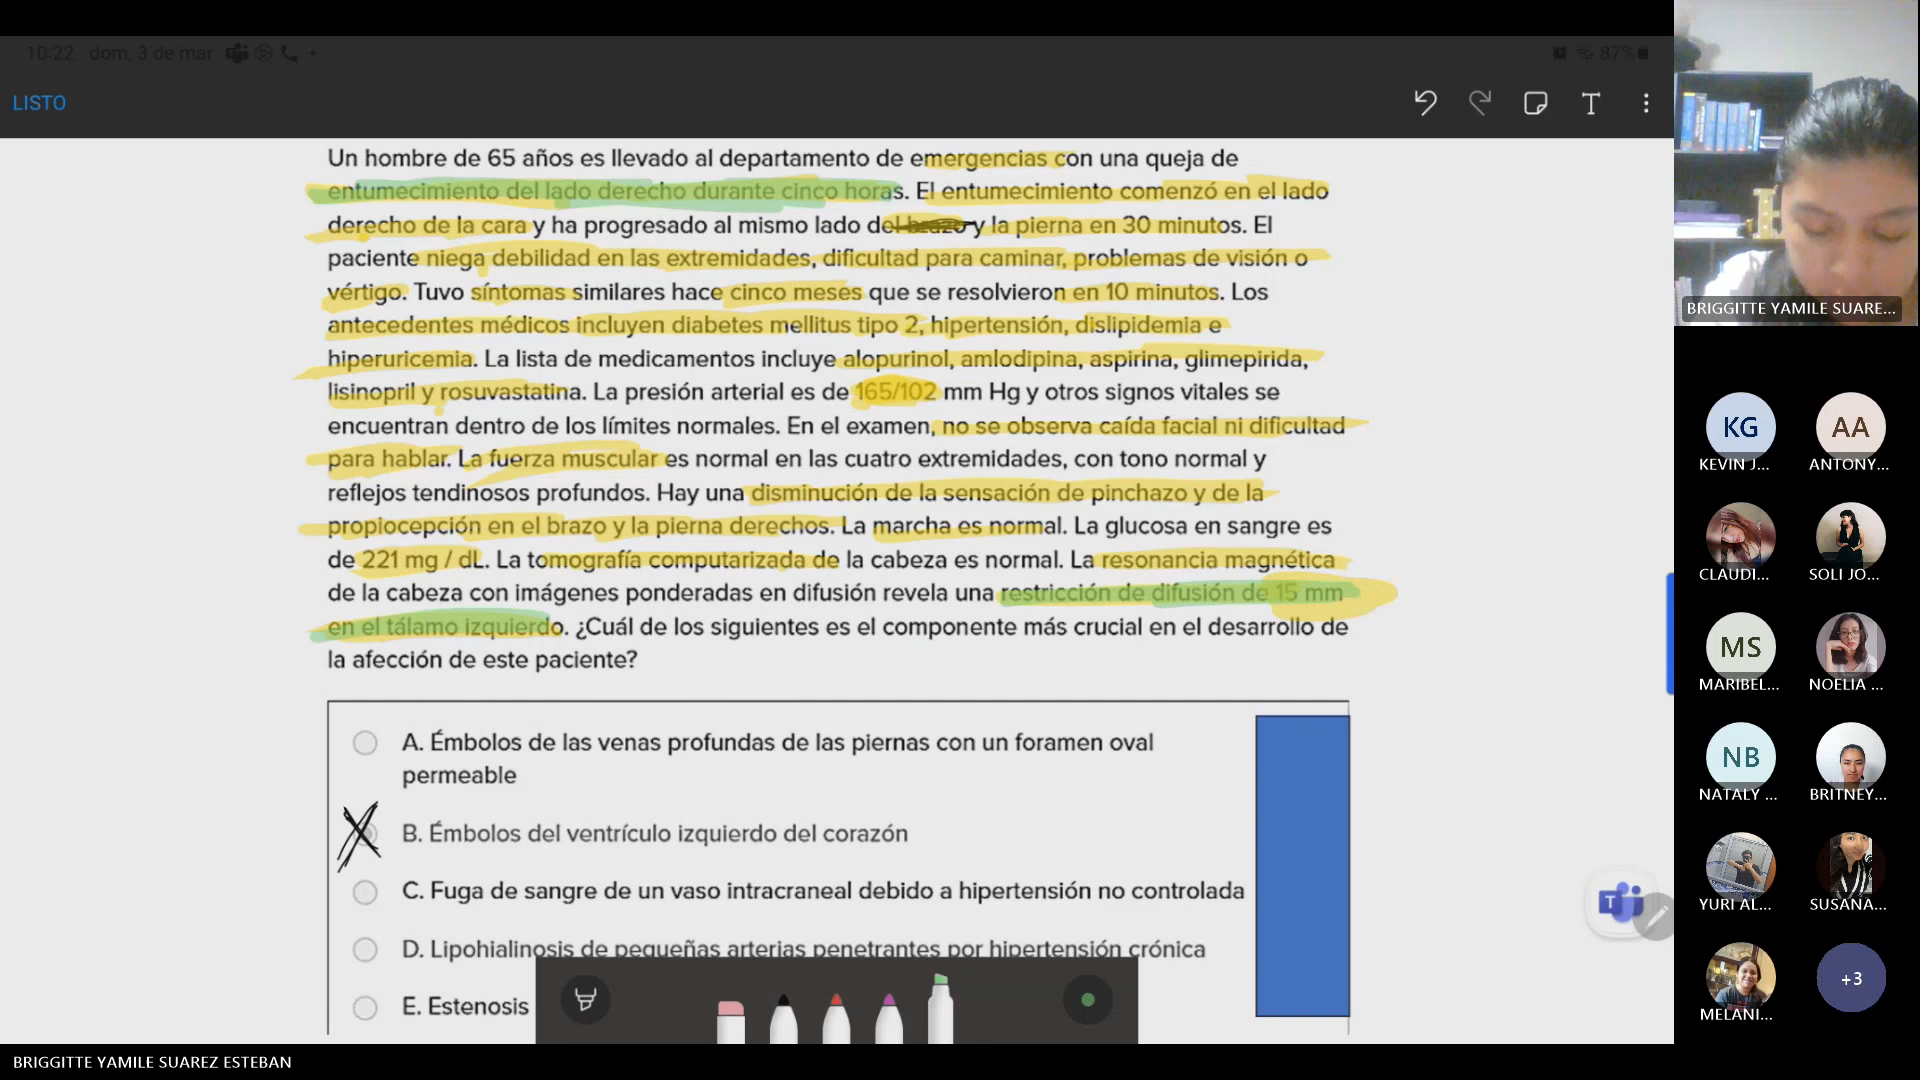 10:22 dom, 3 de mar
87%
LISTO
Un hombre de 65 años es llevado al departamento de emergencias con una queja de
entumecimiento del lado derecho durante cinco horas. El entumecimiento comenzó en el lado
derecho de la cara y ha progresado al mismo lado del brazo y la pierna en 30 minutos. El
paciente niega debilidad en las extremidades, dificultad para caminar, problemas de visión o
vértigo. Tuvo síntomas similares hace cinco meses que se resolvieron en 10 minutos. Los
antecedentes médicos incluyen diabetes mellitus tipo 2, hipertensión, dislipidemia e
hiperuricemia. La lista de medicamentos incluye alopurinol, amlodipina, aspirina, glimepirida,
lisinopril y rosuvastatina. La presión arterial es de 165/102 mm Hg y otros signos vitales se
encuentran dentro de los límites normales. En el examen, no se observa caída facial ni dificultad
para hablar. La fuerza muscular es normal en las cuatro extremidades, con tono normal y
reflejos tendinosos profundos. Hay una disminución de la sensación de pinchazo y de la
propiocepción en el brazo y la pierna derechos. La marcha es normal. La glucosa en sangre es
de 221 mg / dL. La tomografía computarizada de la cabeza es normal. La resonancia magnética
de la cabeza con imágenes ponderadas en difusión revela una restricción de difusión de 15 mm
en el tálamo izquierdo. ¿Cuál de los siguientes es el componente más crucial en el desarrollo de
la afección de este paciente?
A. Émbolos de las venas profundas de las piernas con un foramen oval
permeable
B. Émbolos del ventrículo izquierdo del corazón
C. Fuga de sangre de un vaso intracraneal debido a hipertensión no controlada
D. Lipohialinosis de pequeñas arterias penetrantes por hipertensión crónica
E. Estenosis
BRIGGITTE YAMILE SUARE...
KG
KEVIN J...
AA
ANTONY...
CLAUDI...
SOLI JO...
MS
MARIBEL...
NOELIA ...
NB
NATALY ...
BRITNEY...
YURI AL...
SUSANA...
MELANI...
+3
BRIGGITTE YAMILE SUAREZ ESTEBAN